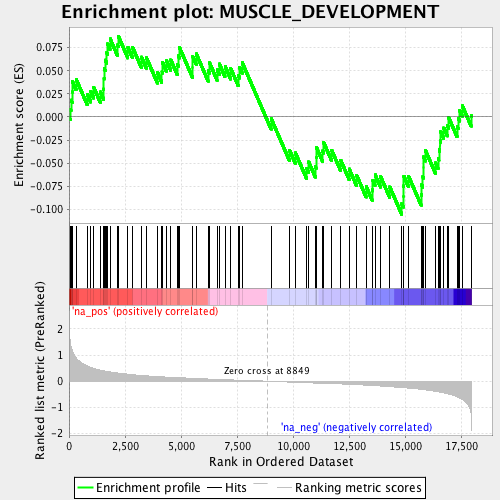 Enrichment plot: MUSCLE_DEVELOPMENT
Enrichment score (ES)
0.075
0.050
0.025
0.000
-0.025
-0.050
-0.075
-0.100
'na_pos' (positively correlated)
Ranked list metric (PreRanked)
2
1
0
-1
-2
Zero cross at 8849
'na_neg' (negatively correlated)
0 2,500 5,000 7,500 10,000 12,500 15,000 17,500
Rank in Ordered Dataset
Enrichment profile Hits Ranking metric scores